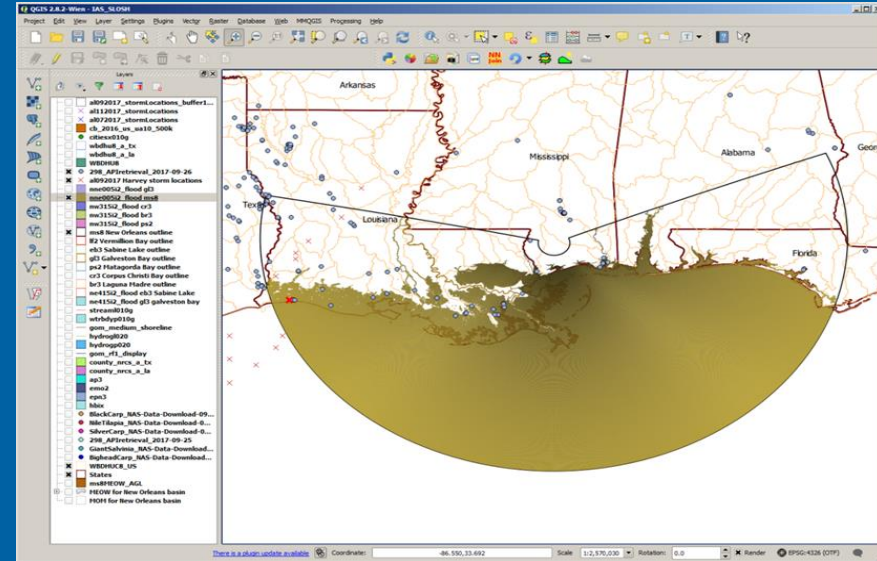 QGIS 2.8.2-Wien - IAS_SLOSH
Project Edit View Layer Settings Plugins Vector Raster Database Web MMQGIS Processing Help
Layers
al092017_stormLocations_buffer1...
al112017_stormLocations
al072017_stormLocations
cb_2016_us_ua10_500k
citiesx010g
wbdhu8_a_tx
wbdhu8_a_la
WBDHU8
298_APIretrieval_2017-09-26
al092017 Harvey storm locations
nne005i2_flood gl3
nne005i2_flood ms8
nw315i2_flood cr3
nw315i2_flood br3
nw315i2_flood ps2
ms8 New Orleans outline
lf2 Vermillion Bay outline
eb3 Sabine Lake outline
gl3 Galveston Bay outline
ps2 Matagorda Bay outline
cr3 Corpus Christi Bay outline
br3 Laguna Madre outline
ne415i2_flood eb3 Sabine Lake
ne415i2_flood gl3 galveston bay
streaml010g
wtrbdyp010g
gom_medium_shoreline
hydrogl020
hydrogp020
gom_rf1_display
county_nrcs_a_tx
county_nrcs_a_la
ap3
emo2
epn3
hbix
BlackCarp_NAS-Data-Download-09...
NileTilapia_NAS-Data-Download-0...
SilverCarp_NAS-Data-Download-0...
298_APIretrieval_2017-09-25
GiantSalvinia_NAS-Data-Download...
BigheadCarp_NAS-Data-Download...
WBDHUC8_US
States
ms8MEOW_AGL
MEOW for New Orleans basin
MOM for New Orleans basin
Arkansas
Mississippi
Alabama
Geor
Tex
Louisiana
Florida
There is a plugin update available
Coordinate:
-86.550,33.692
Scale
1:2,570,030
Rotation:
0.0
Render
EPSG:4326 (OTF)